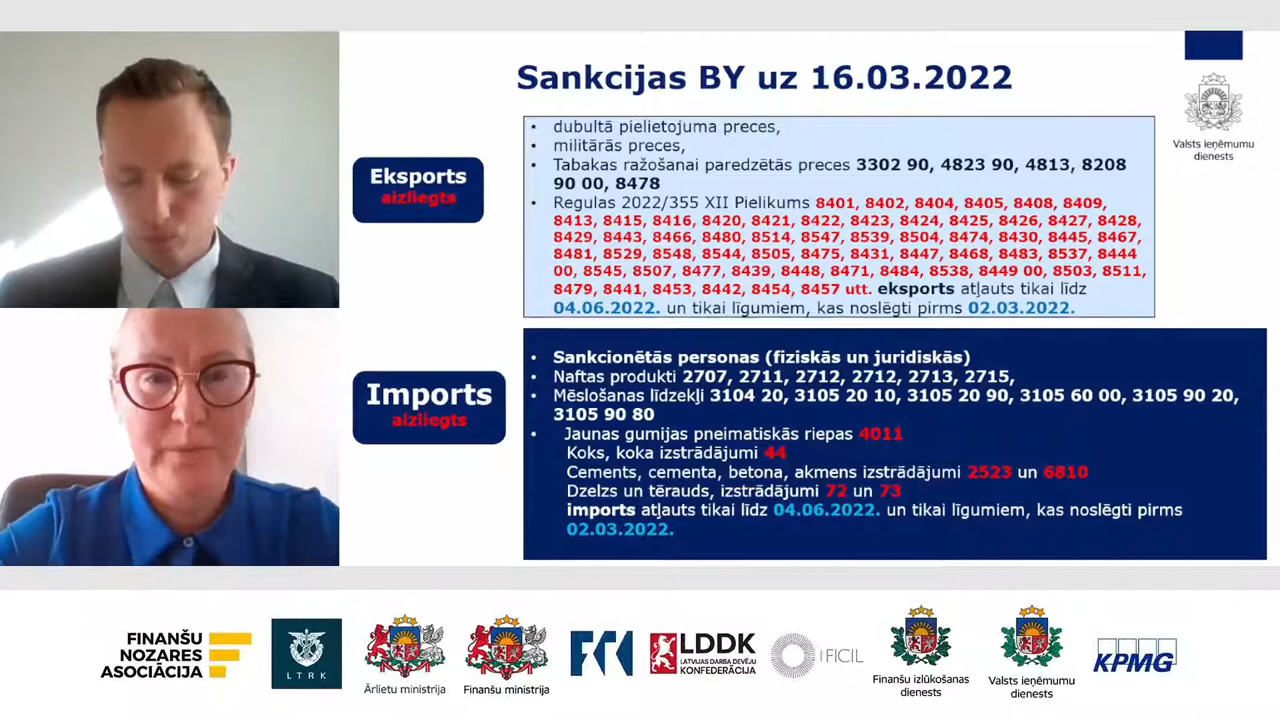 Sankcijas BY uz 16.03.2022
Valsts ieņēmumu
dienests
Eksports
aizliegts
• dubultā pielietojuma preces,
• militārās preces,
• Tabakas ražošanai paredzētās preces 3302 90, 4823 90, 4813, 8208
90 00, 8478
• Regulas 2022/355 XII Pielikums 8401, 8402, 8404, 8405, 8408, 8409,
8413, 8415, 8416, 8420, 8421, 8422, 8423, 8424, 8425, 8426, 8427, 8428,
8429, 8443, 8466, 8480, 8514, 8547, 8539, 8504, 8474, 8430, 8445, 8467,
8481, 8529, 8548, 8544, 8505, 8475, 8431, 8447, 8468, 8483, 8537, 8444
00, 8545, 8507, 8477, 8439, 8448, 8471, 8484, 8538, 8449 00, 8503, 8511,
8479, 8441, 8453, 8442, 8454, 8457 utt. eksports atļauts tikai līdz
04.06.2022. un tikai līgumiem, kas noslēgti pirms 02.03.2022.
Imports
aizliegts
• Sankcionētās personas (fiziskās un juridiskās)
• Naftas produkti 2707, 2711, 2712, 2712, 2713, 2715,
• Mēslošanas līdzekļi 3104 20, 3105 20 10, 3105 20 90, 3105 60 00, 3105 90 20,
3105 90 80
• Jaunas gumijas pneimatiskās riepas 4011
Koks, koka izstrādājumi 44
Cements, cementa, betona, akmens izstrādājumi 2523 un 6810
Dzelzs un tērauds, izstrādājumi 72 un 73
imports atļauts tikai līdz 04.06.2022. un tikai līgumiem, kas noslēgti pirms
02.03.2022.
FINANŠU
NOZARES
ASOCIĀCIJA
LTRK
Ārlietu ministrija
Finanšu ministrija
LDDK
LATVIJAS DARBA DEVĒJU
KONFEDERĀCIJA
FICIL
Finanšu izlūkošanas
dienests
Valsts ieņēmumu
dienests
KPMG